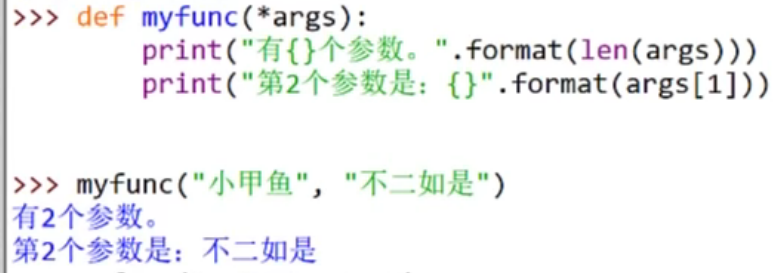 >>> def myfunc(*args):
        print("有{}个参数。".format(len(args)))
        print("第2个参数是：{}".format(args[1]))
>>> myfunc("小甲鱼", "不二如是")
有2个参数。
第2个参数是：不二如是